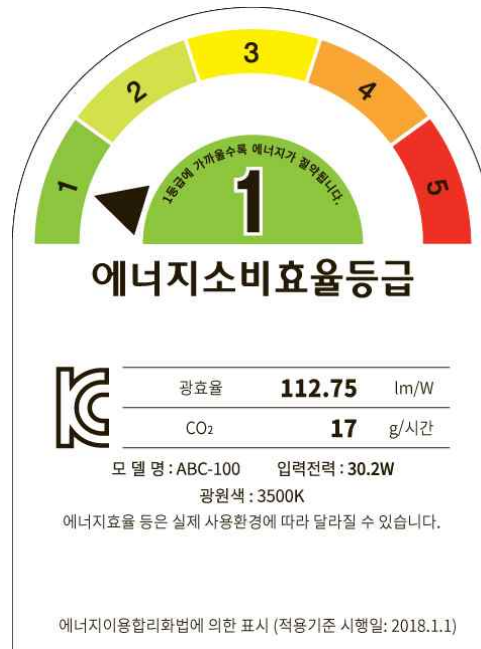 1 2 3 4 5
1등급에 가까울수록 에너지가 절약됩니다.
1
에너지소비효율등급
광효율 112.75 lm/W
CO₂ 17 g/시간
모 델 명 : ABC-100 입력전력 : 30.2W
광원색 : 3500K
에너지효율 등은 실제 사용환경에 따라 달라질 수 있습니다.
에너지이용합리화법에 의한 표시 (적용기준 시행일: 2018.1.1)